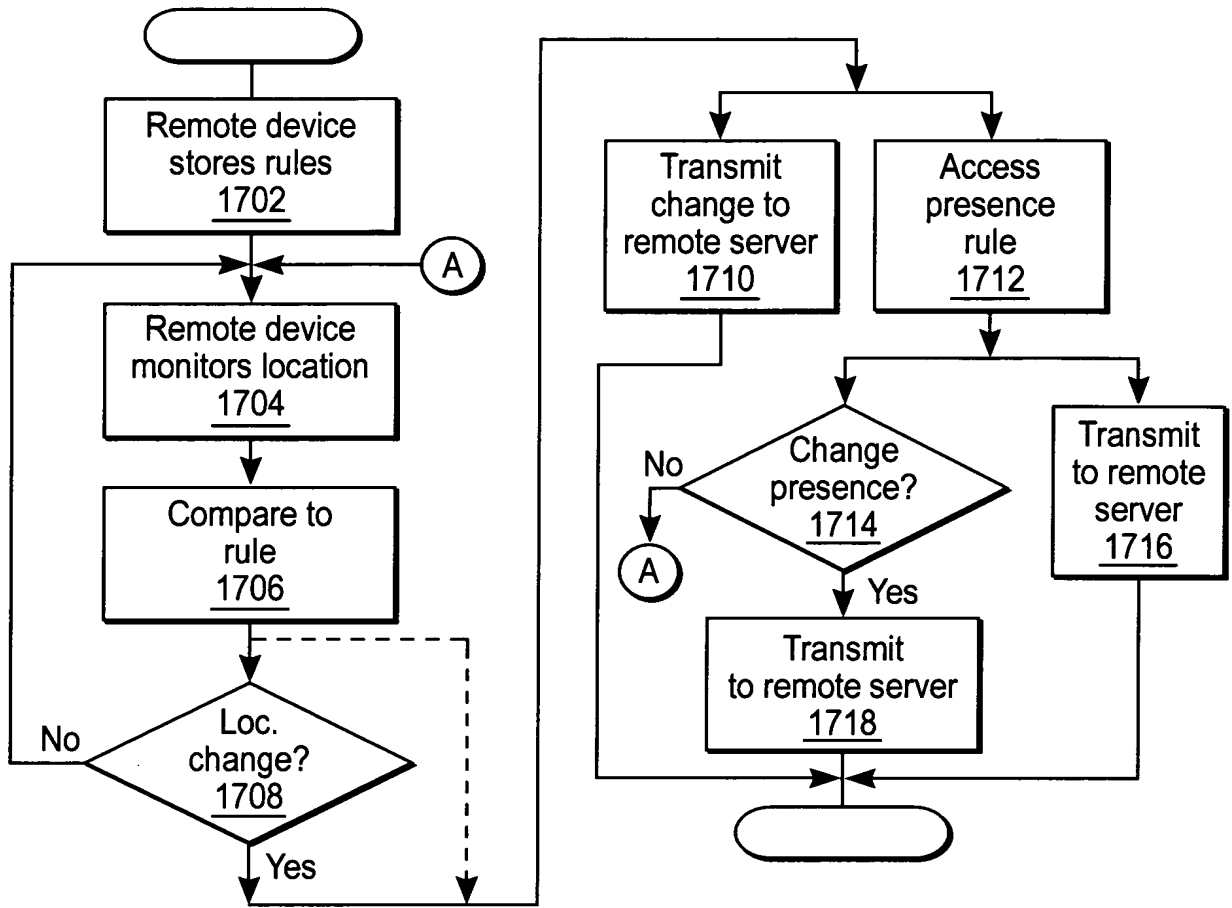 Remote device
stores rules
1702
A
Remote device
monitors location
1704
Compare to
rule
1706
No
Loc.
change?
1708
Yes
Transmit
change to
remote server
1710
Access
presence
rule
1712
No
Change
presence?
1714
A
Yes
Transmit
to remote
server
1716
Transmit
to remote server
1718